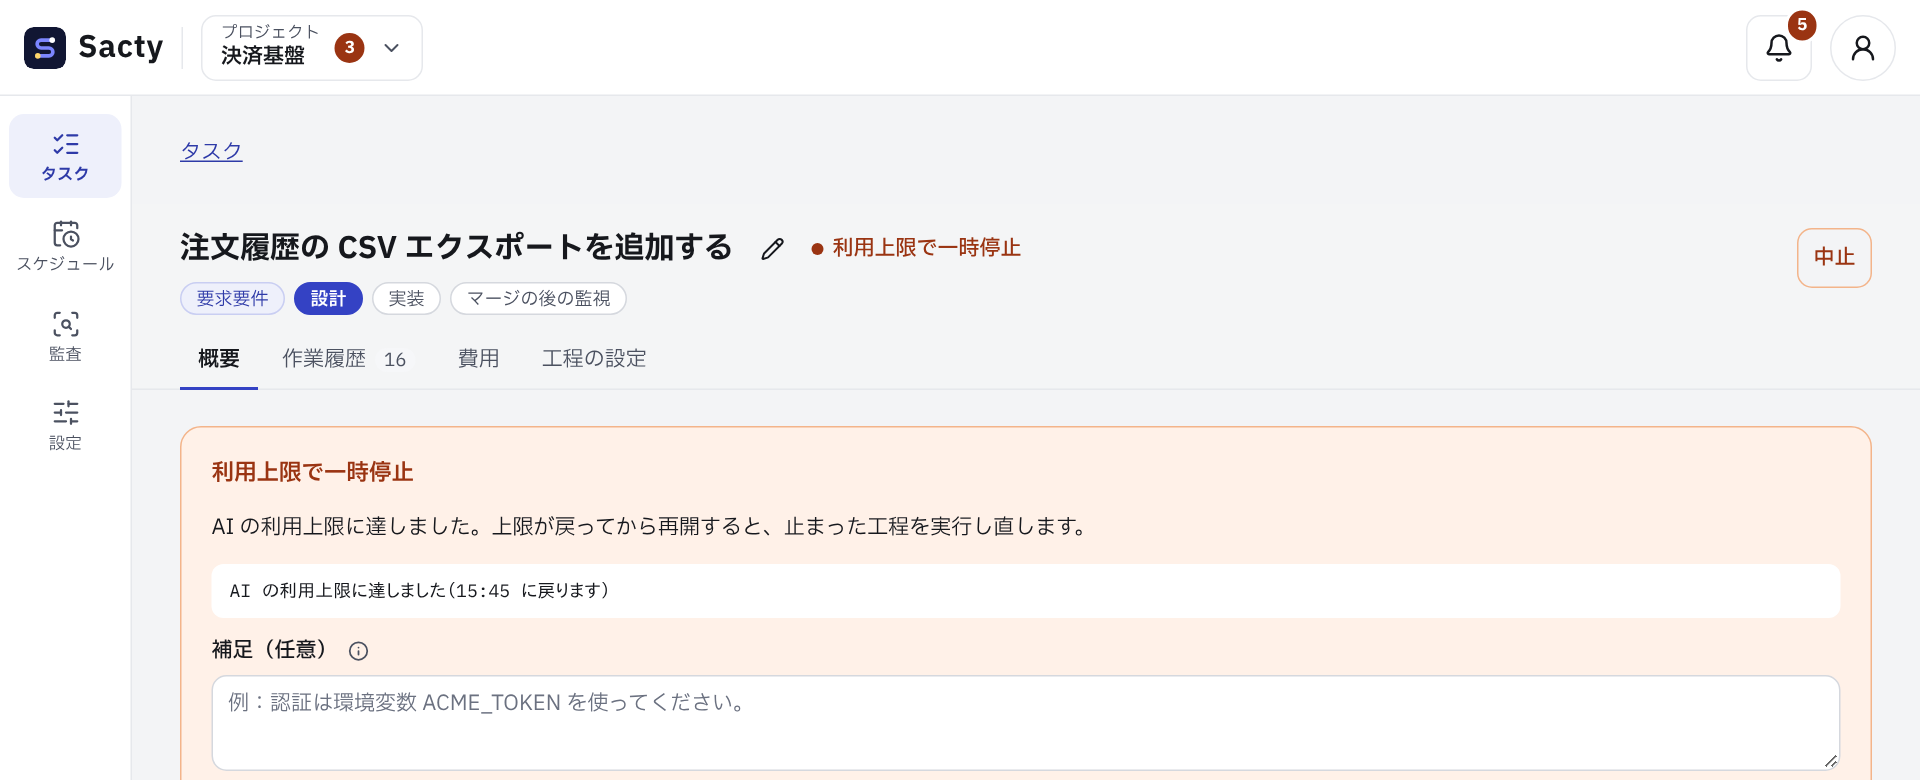 Sacty
プロジェクト
決済基盤
3
5
タスク
スケジュール
監査
設定
タスク
注文履歴の CSV エクスポートを追加する
利用上限で一時停止
中止
要求要件
設計
実装
マージの後の監視
概要
作業履歴 16
費用
工程の設定
利用上限で一時停止
AI の利用上限に達しました。上限が戻ってから再開すると、止まった工程を実行し直します。
AI の利用上限に達しました(15:45 に戻ります)
補足（任意）
例：認証は環境変数 ACME_TOKEN を使ってください。